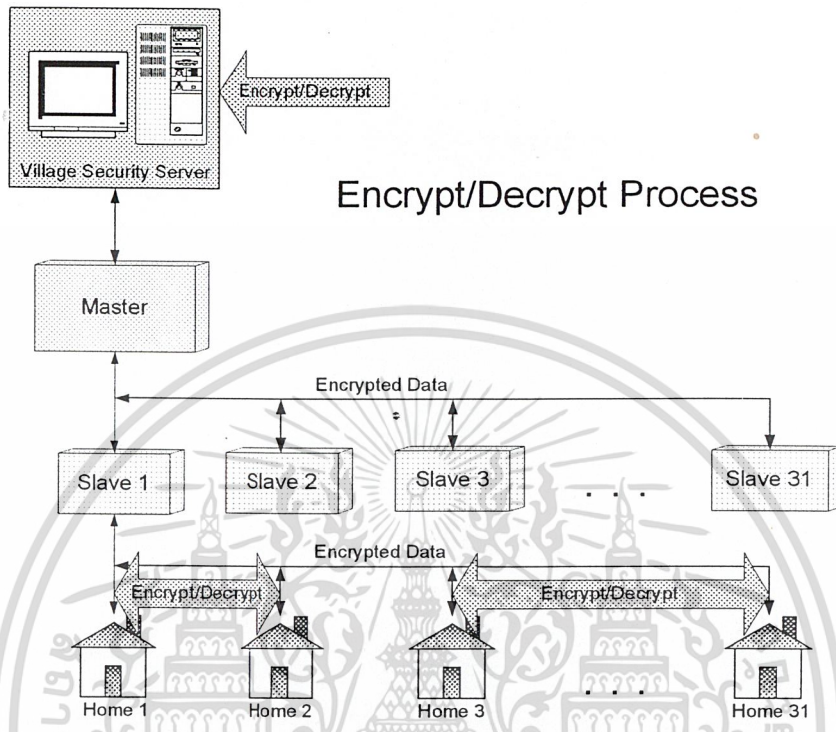 Encrypt/Decrypt
Village Security Server
Encrypt/Decrypt Process
Master
Encrypted Data
Slave 1
Slave 2
Slave 3
. . .
Slave 31
Encrypted Data
Encrypt/Decrypt
Encrypt/Decrypt
Home 1
Home 2
Home 3
. . .
Home 31